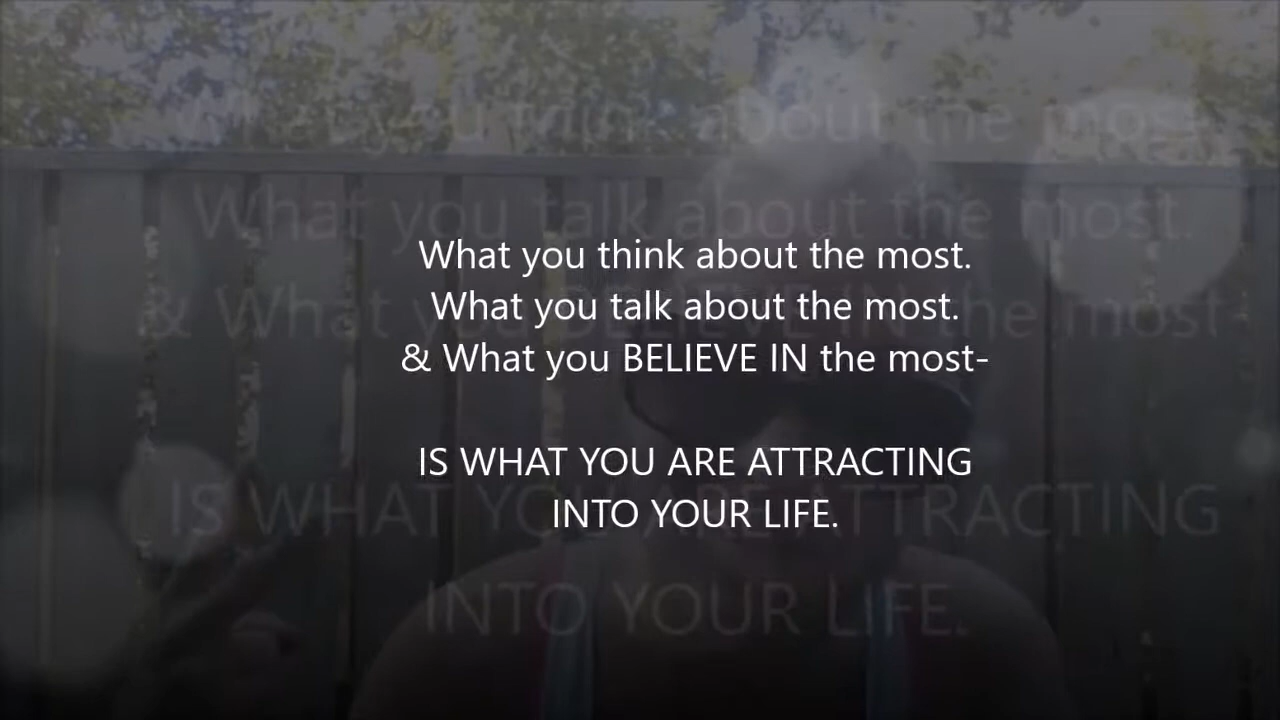 What you think about the most.
What you talk about the most.
& What you BELIEVE IN the most-
IS WHAT YOU ARE ATTRACTING
INTO YOUR LIFE.